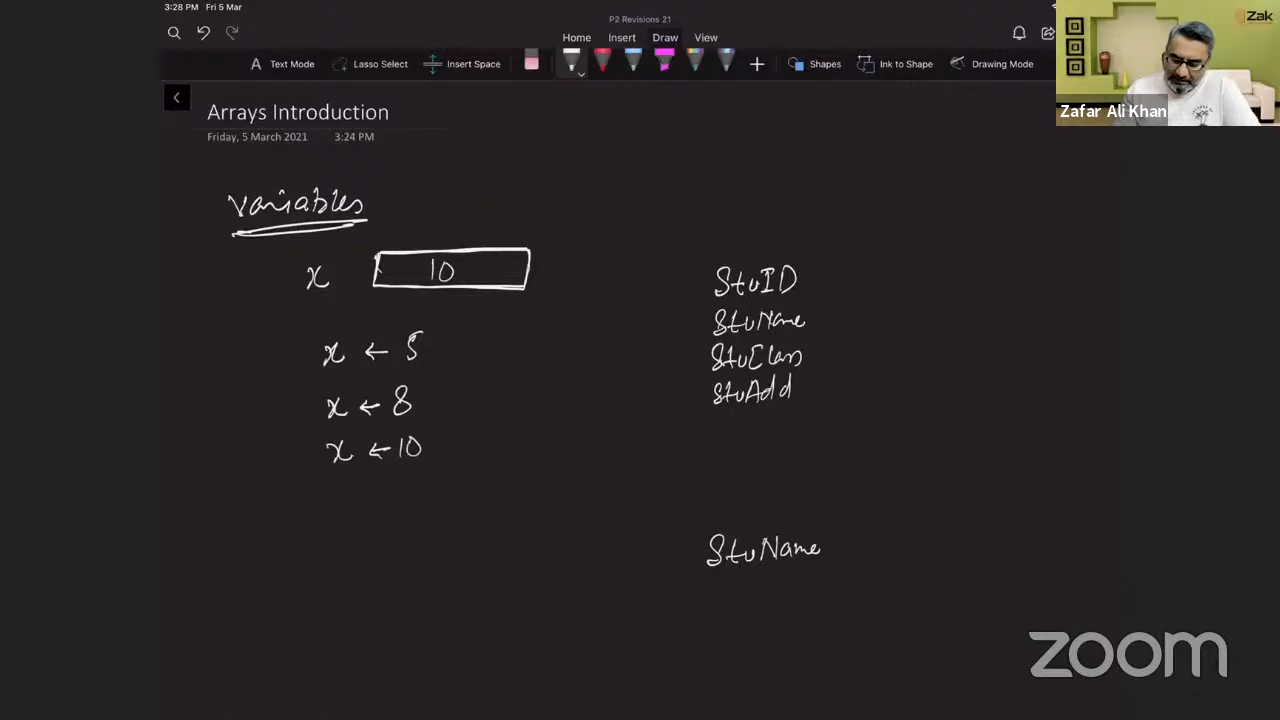 3:28 PM Fri 5 Mar
P2 Revisions 21
Home Insert Draw View
Text Mode Lasso Select Insert Space Shapes Ink to Shape Drawing Mode
Zak
Zafar Ali Khan
Arrays Introduction
Friday, 5 March 2021 3:24 PM
Variables
x 10
x ← 5
x ← 8
x ← 10
StuID
StuName
StuClass
StuAdd
StuName
zoom